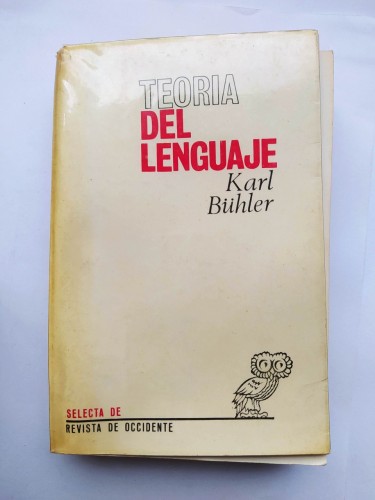 TEORIA
DEL
LENGUAJE
Karl
Bühler
SELECTA DE
REVISTA DE OCCIDENTE